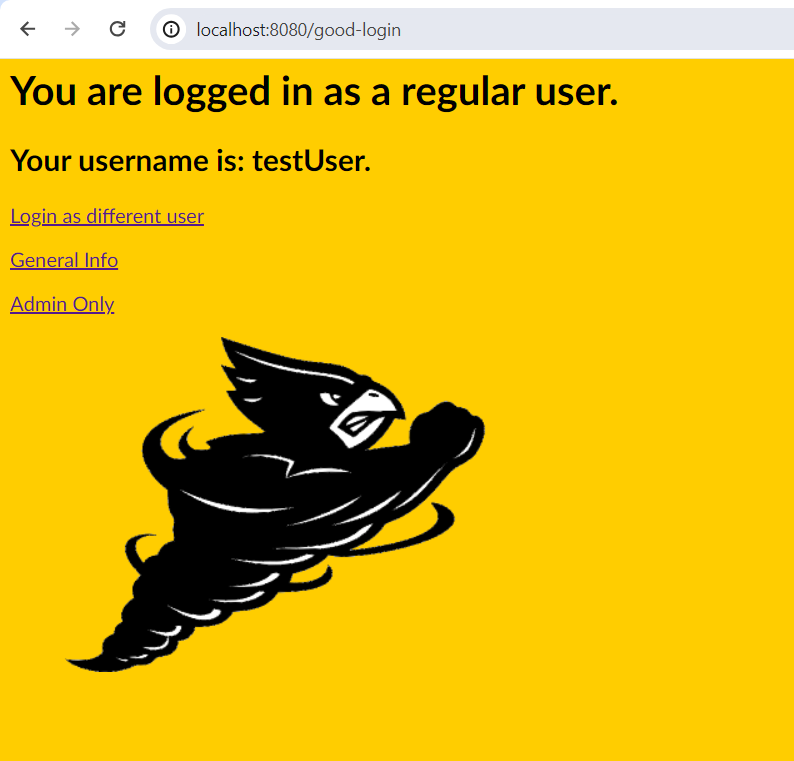 localhost:8080/good-login
You are logged in as a regular user.
Your username is: testUser.
Login as different user
General Info
Admin Only